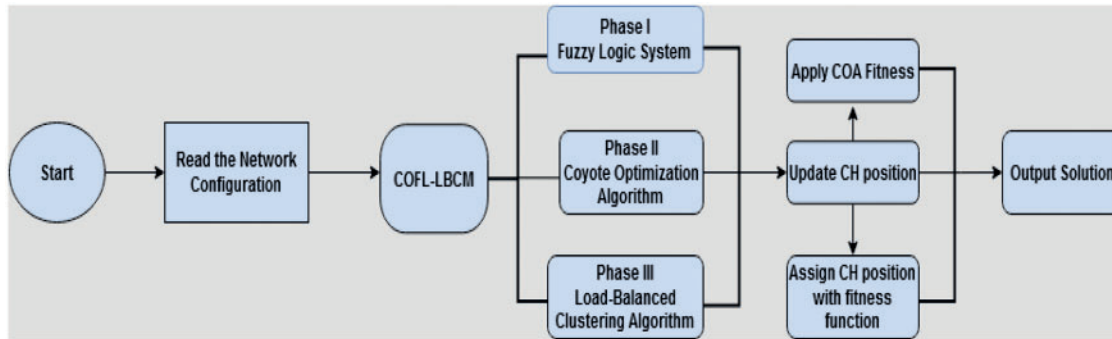 Start
Read the Network
Configuration
COFL-LBCM
Phase I
Fuzzy Logic System
Phase II
Coyote Optimization
Algorithm
Phase III
Load-Balanced
Clustering Algorithm
Apply COA Fitness
Update CH position
Assign CH position
with fitness
function
Output Solution